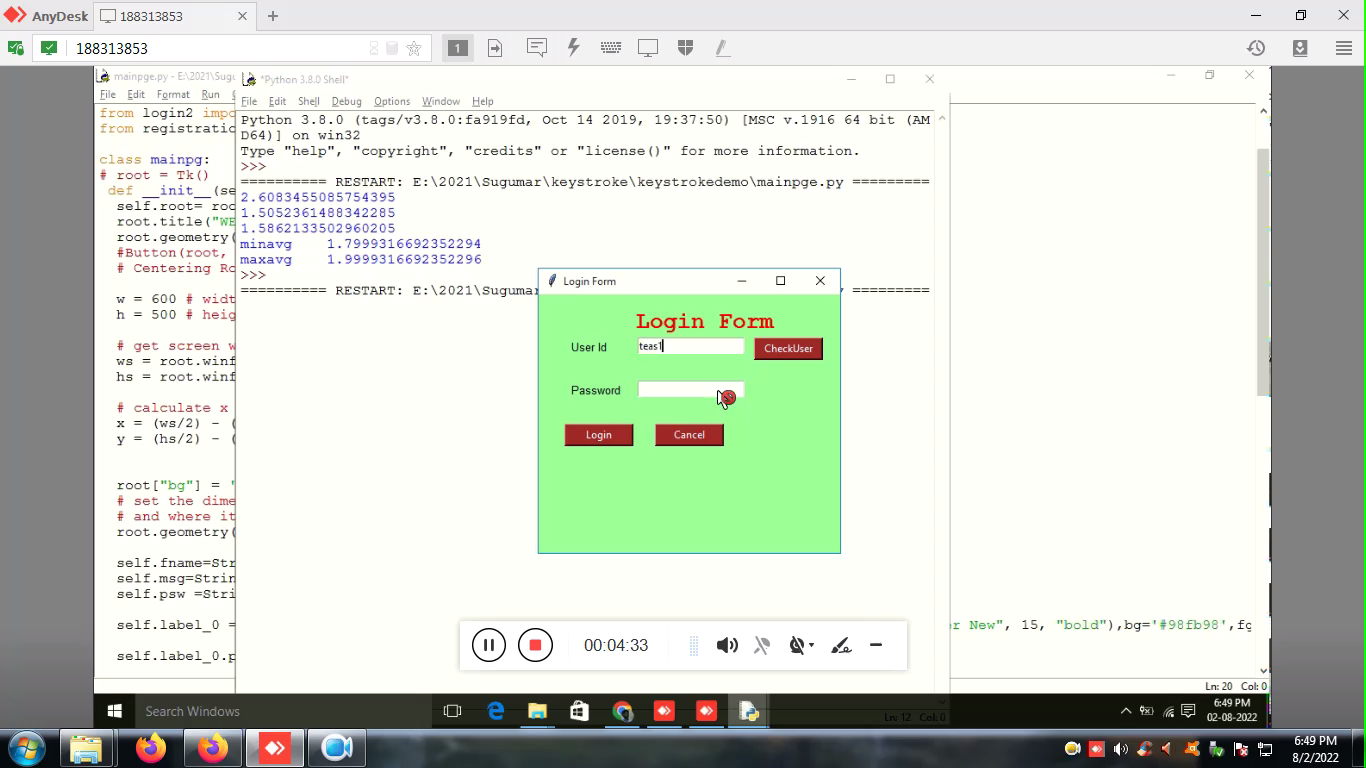 AnyDesk
188313853
188313853
1
mainpge.py - E:\2021\Sugu
*Python 3.8.0 Shell*
File Edit Format Run
File Edit Shell Debug Options Window Help
from login2 impo
from registratio
class mainpg:
# root = Tk()
def __init__(se
self.root= roo
root.title("WE
root.geometry(
#Button(root,
# Centering Ro
w = 600 # widt
h = 500 # heig
# get screen w
ws = root.winf
hs = root.winf
# calculate x
x = (ws/2) - (
y = (hs/2) - (
root["bg"] = '
# set the dime
# and where it
root.geometry(
self.fname=Str
self.msg=Strin
self.psw =Stri
self.label_0 =
self.label_0.p
Python 3.8.0 (tags/v3.8.0:fa919fd, Oct 14 2019, 19:37:50) [MSC v.1916 64 bit (AM
D64)] on win32
Type "help", "copyright", "credits" or "license()" for more information.
>>>
========== RESTART: E:\2021\Sugumar\keystroke\keystrokedemo\mainpge.py =========
2.6083455085754395
1.5052361488342285
1.5862133502960205
minavg 1.7999316692352294
maxavg 1.9999316692352296
>>>
========== RESTART: E:\2021\Sugumar =========
Login Form
Login Form
User Id teas1 CheckUser
Password
Login Cancel
er New", 15, "bold"),bg='#98fb98',fg
00:04:33
Ln: 20 Col: 0
Ln: 12 Col: 0
Search Windows
6:49 PM
02-08-2022
6:49 PM
8/2/2022